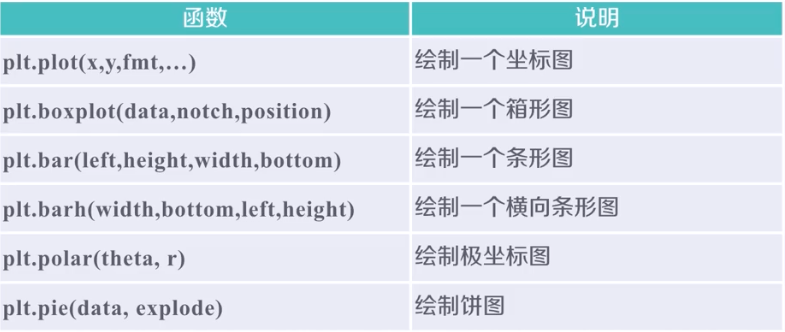 函数 说明
plt.plot(x,y,fmt,…) 绘制一个坐标图
plt.boxplot(data,notch,position) 绘制一个箱形图
plt.bar(left,height,width,bottom) 绘制一个条形图
plt.barh(width,bottom,left,height) 绘制一个横向条形图
plt.polar(theta, r) 绘制极坐标图
plt.pie(data, explode) 绘制饼图